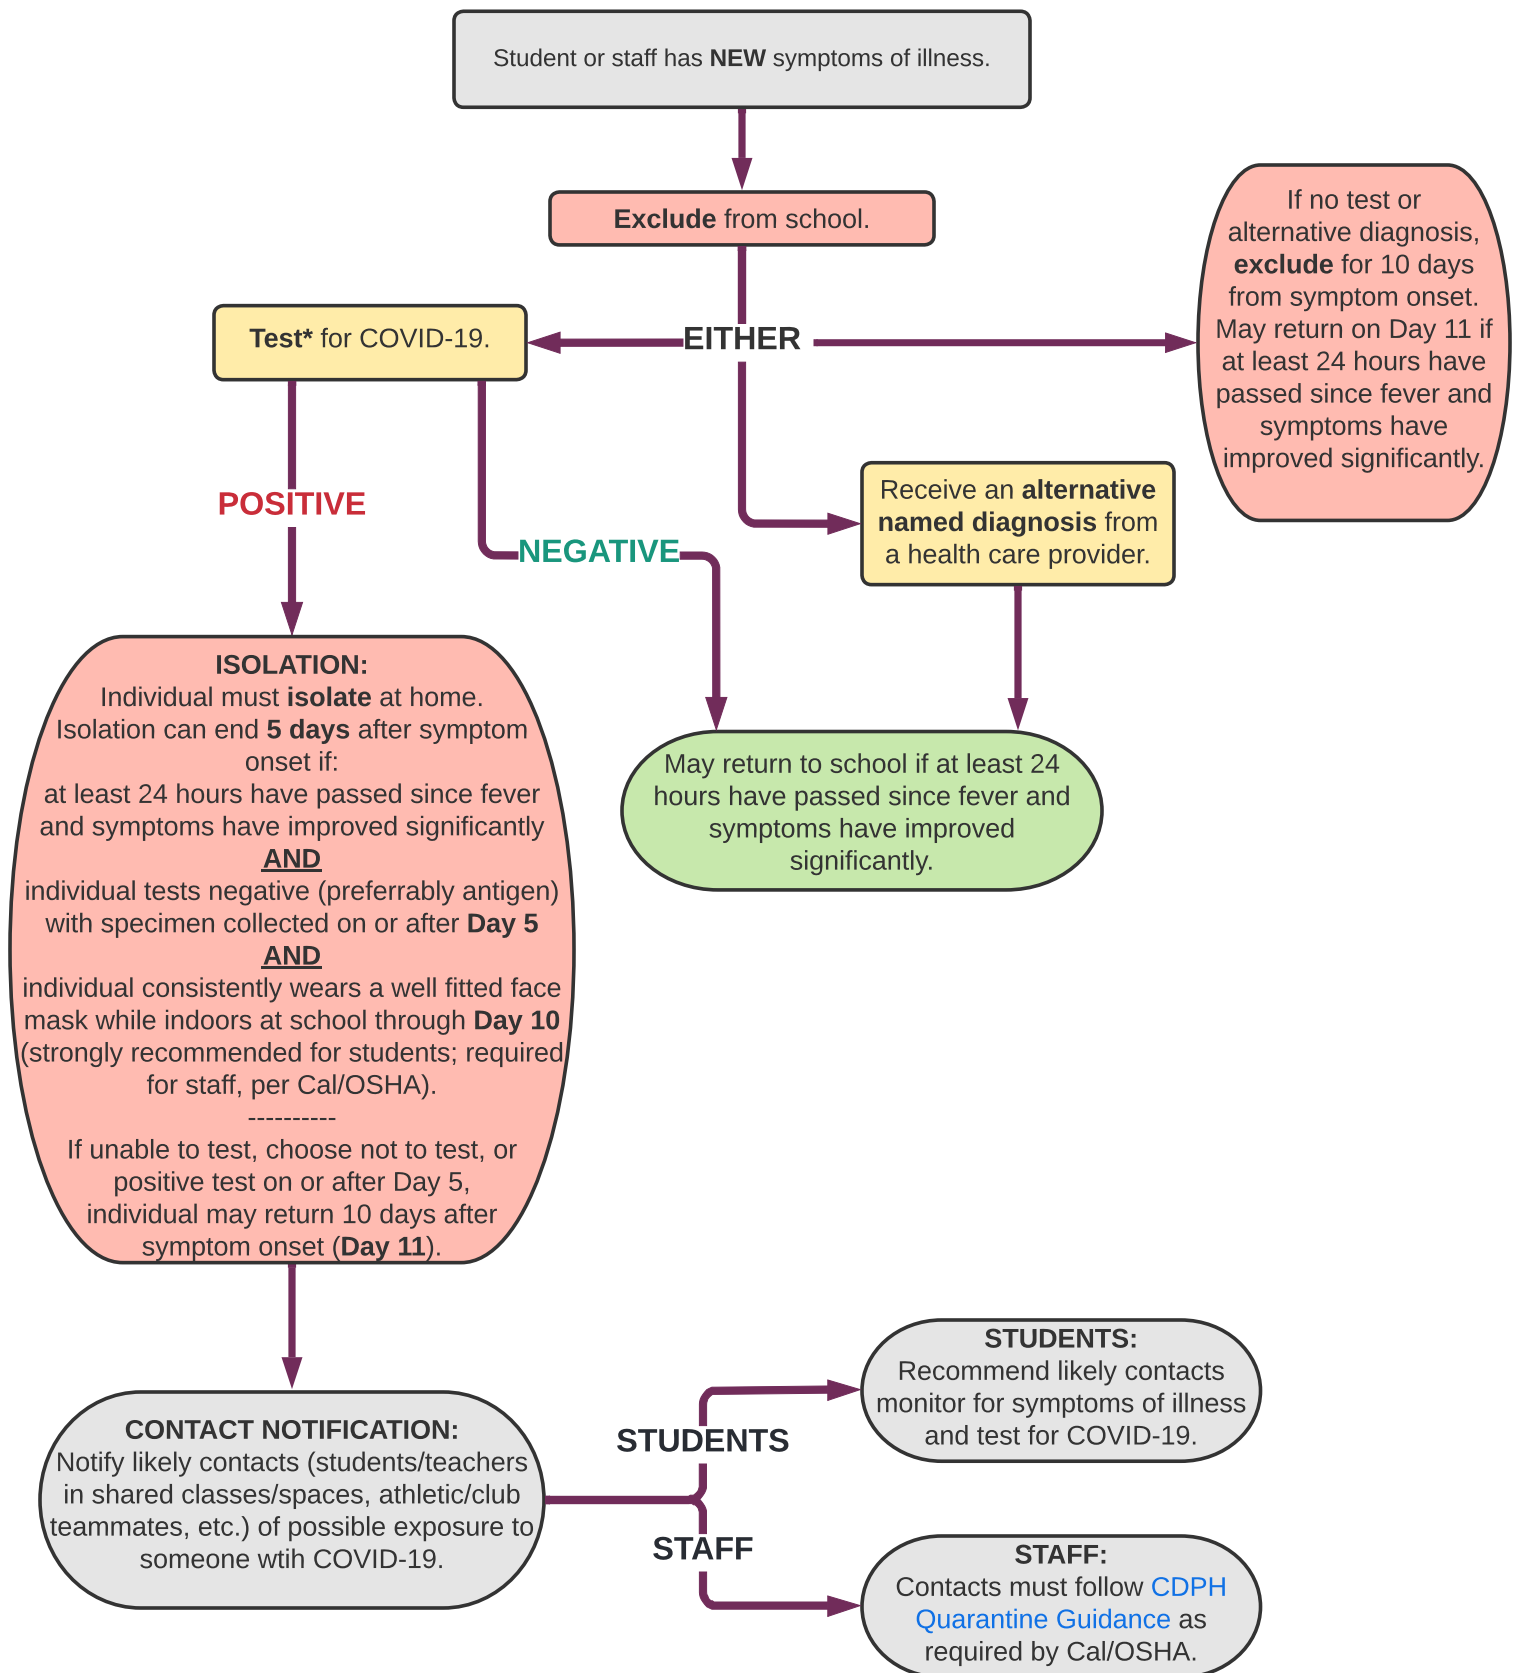 Student or staff has NEW symptoms of illness.
Exclude from school.
If no test or
alternative diagnosis,
exclude for 10 days
from symptom onset.
May return on Day 11 if
at least 24 hours have
passed since fever and
symptoms have
improved significantly.
Test* for COVID-19.
EITHER
Receive an alternative
named diagnosis from
a health care provider.
POSITIVE
NEGATIVE
ISOLATION:
Individual must isolate at home.
Isolation can end 5 days after symptom
onset if:
at least 24 hours have passed since fever
and symptoms have improved significantly
AND
individual tests negative (preferrably antigen)
with specimen collected on or after Day 5
AND
individual consistently wears a well fitted face
mask while indoors at school through Day 10
(strongly recommended for students; required
for staff, per Cal/OSHA).
----------
If unable to test, choose not to test, or
positive test on or after Day 5,
individual may return 10 days after
symptom onset (Day 11).
May return to school if at least 24
hours have passed since fever and
symptoms have improved
significantly.
CONTACT NOTIFICATION:
Notify likely contacts (students/teachers
in shared classes/spaces, athletic/club
teammates, etc.) of possible exposure to
someone wtih COVID-19.
STUDENTS
STUDENTS:
Recommend likely contacts
monitor for symptoms of illness
and test for COVID-19.
STAFF
STAFF:
Contacts must follow CDPH
Quarantine Guidance as
required by Cal/OSHA.